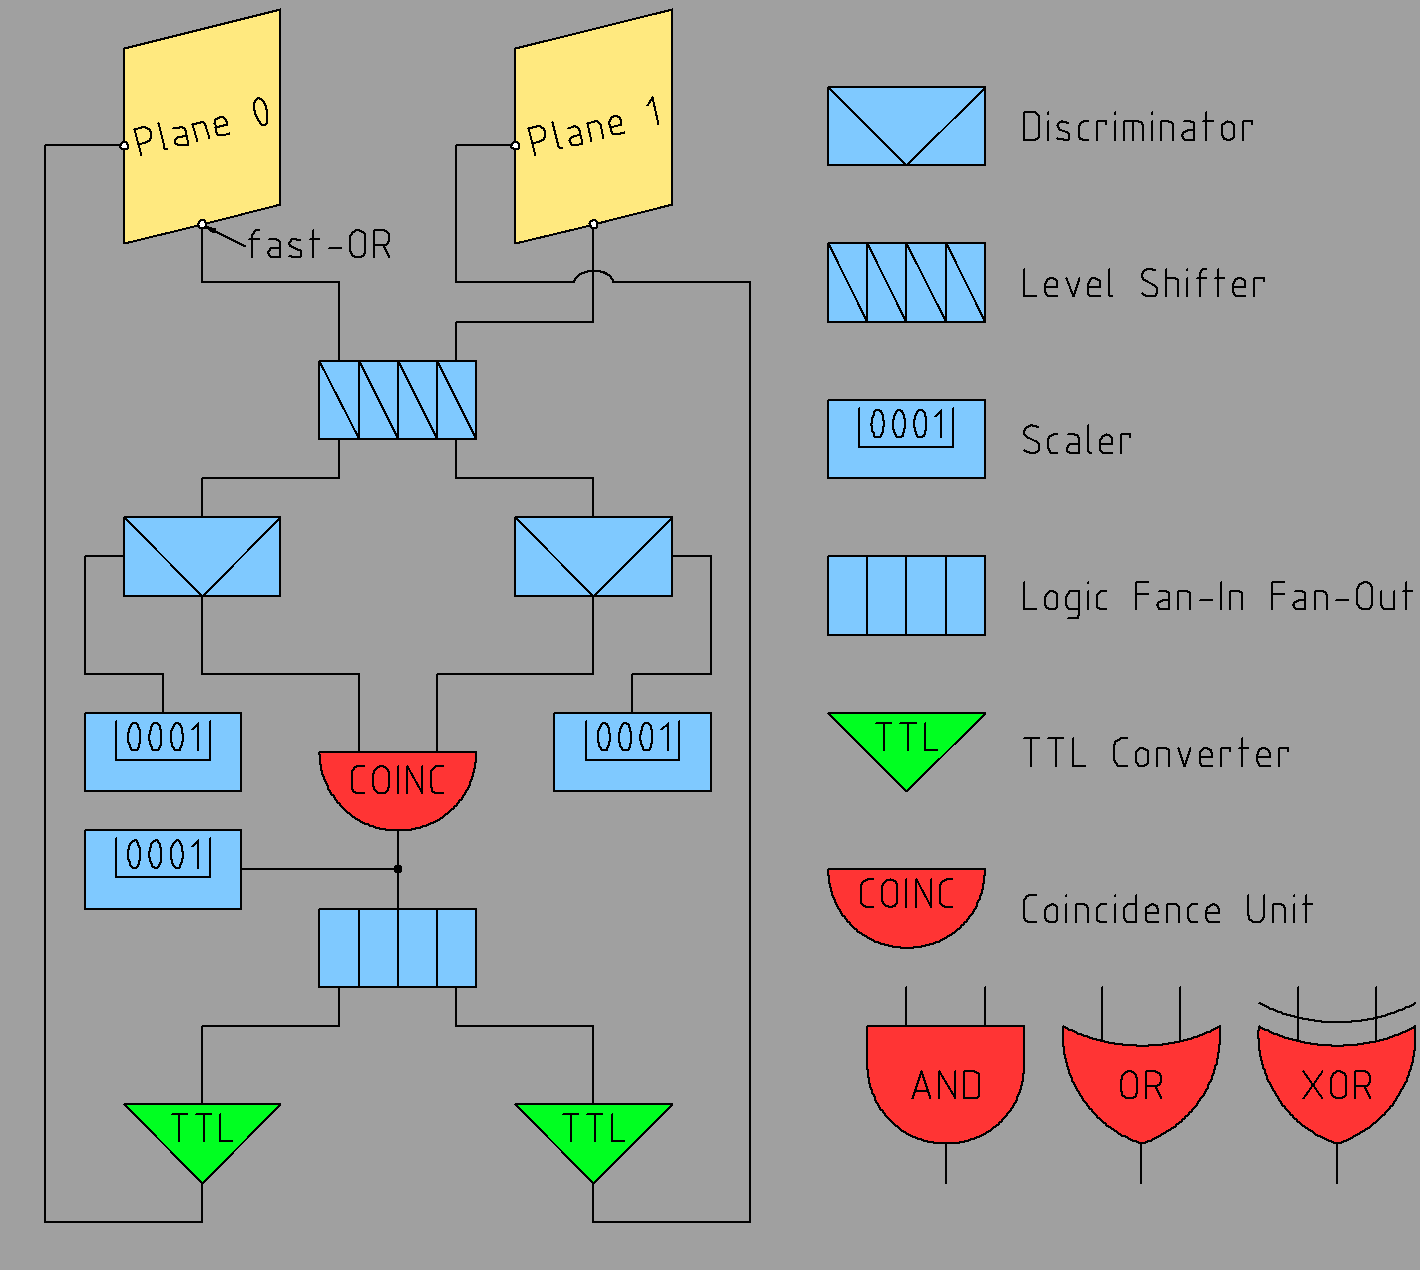 Plane 0
Plane 1
fast-OR
Discriminator
Level Shifter
0001
Scaler
Logic Fan-In Fan-Out
0001
0001
TTL
TTL Converter
COINC
0001
COINC
Coincidence Unit
AND
OR
XOR
TTL
TTL